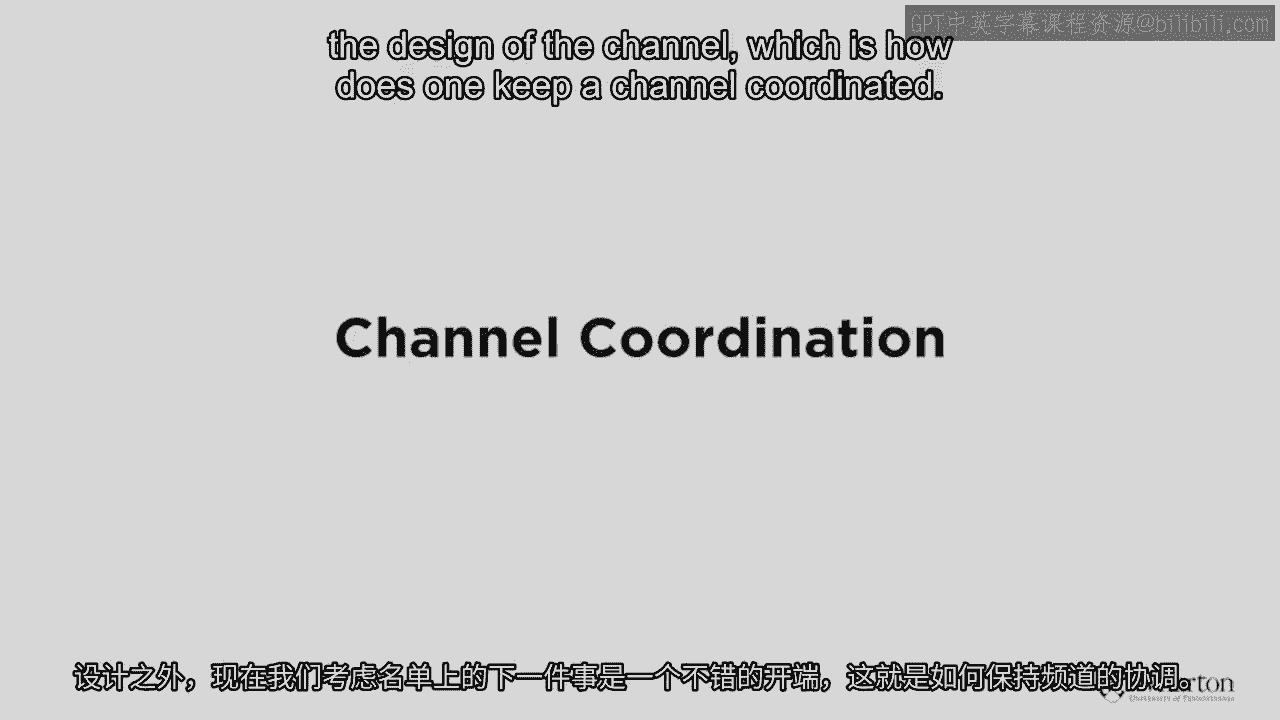 GPT中英字幕课程资源@bilibili.com
the design of the channel, which is how
does one keep a channel coordinated.
Channel Coordination
设计之外，现在我们考虑名单上的下一件事是一个不错的开端，这就是如何保持频道的协调。